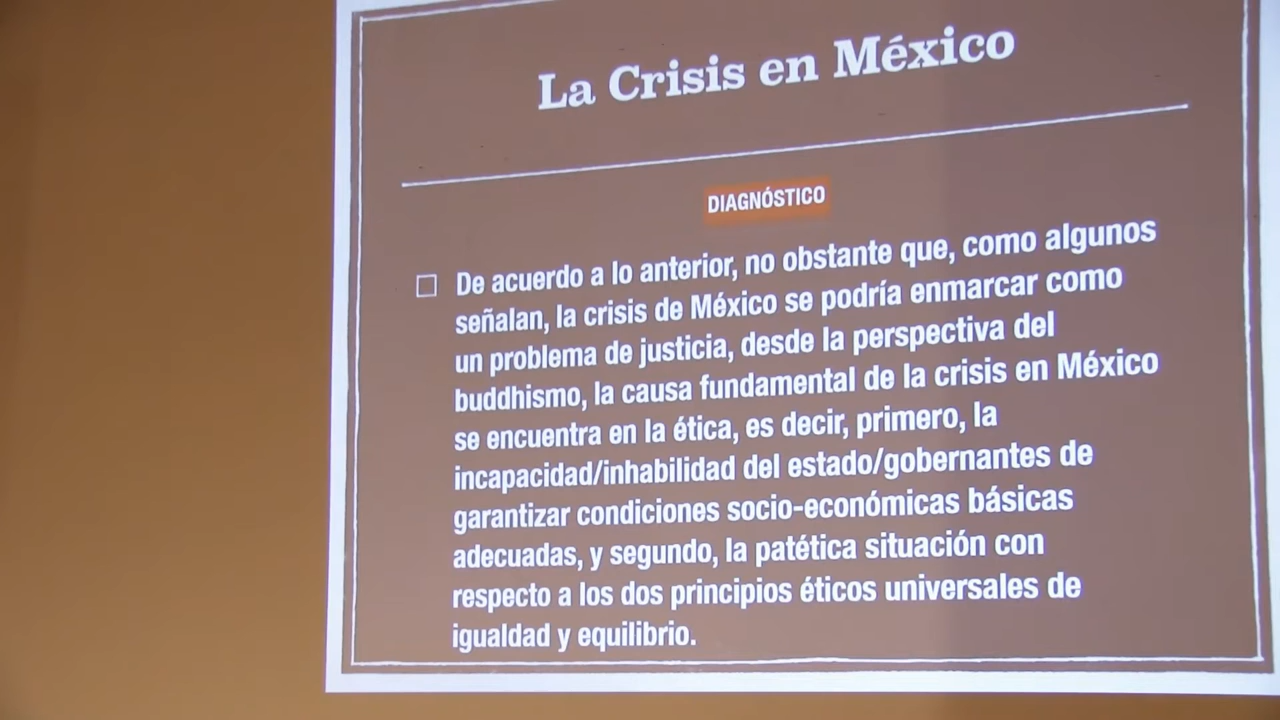 La Crisis en México
DIAGNÓSTICO
De acuerdo a lo anterior, no obstante que, como algunos
señalan, la crisis de México se podría enmarcar como
un problema de justicia, desde la perspectiva del
buddhismo, la causa fundamental de la crisis en México
se encuentra en la ética, es decir, primero, la
incapacidad/inhabilidad del estado/gobernantes de
garantizar condiciones socio-económicas básicas
adecuadas, y segundo, la patética situación con
respecto a los dos principios éticos universales de
igualdad y equilibrio.